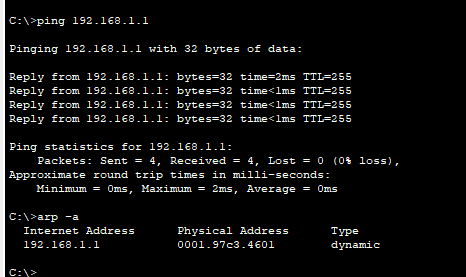 C:\>ping 192.168.1.1
Pinging 192.168.1.1 with 32 bytes of data:
Reply from 192.168.1.1: bytes=32 time=2ms TTL=255
Reply from 192.168.1.1: bytes=32 time<1ms TTL=255
Reply from 192.168.1.1: bytes=32 time<1ms TTL=255
Reply from 192.168.1.1: bytes=32 time<1ms TTL=255
Ping statistics for 192.168.1.1:
Packets: Sent = 4, Received = 4, Lost = 0 (0% loss),
Approximate round trip times in milli-seconds:
Minimum = 0ms, Maximum = 2ms, Average = 0ms
C:\>arp -a
Internet Address Physical Address Type
192.168.1.1 0001.97c3.4601 dynamic
C:\>